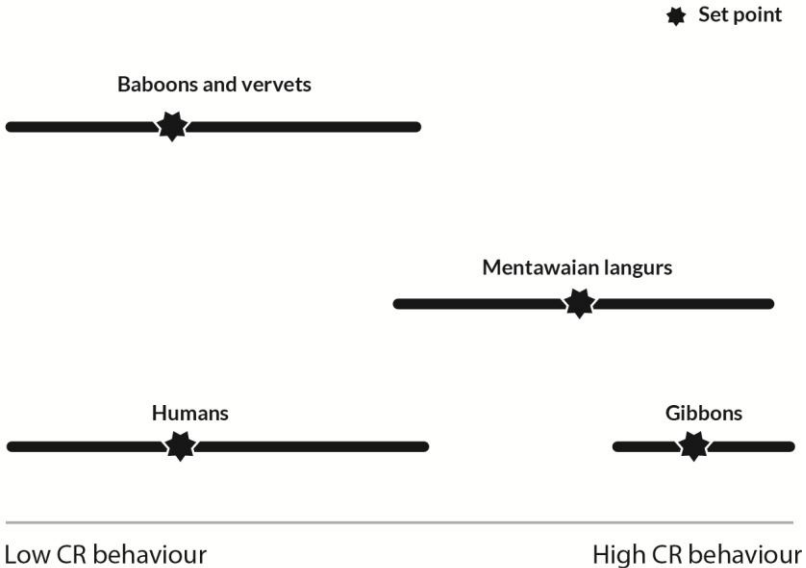 Set point
Baboons and vervets
Mentawaian langurs
Humans
Gibbons
Low CR behaviour
High CR behaviour